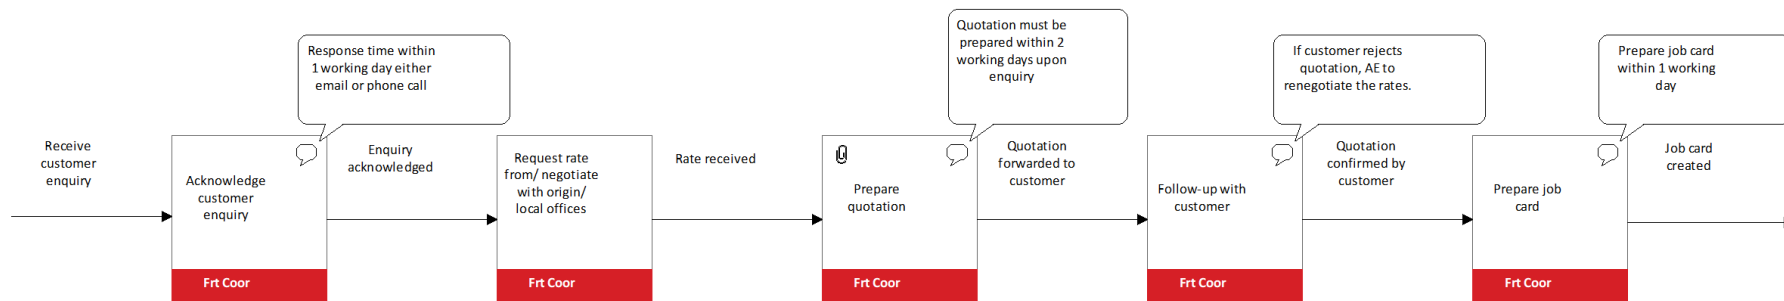 Receive
customer
enquiry
Response time within
1 working day either
email or phone call
Acknowledge
customer
enquiry
Frt Coor
Enquiry
acknowledged
Request rate
from/ negotiate
with origin/
local offices
Frt Coor
Rate received
Quotation must be
prepared within 2
working days upon
enquiry
Prepare
quotation
Frt Coor
Quotation
forwarded to
customer
If customer rejects
quotation, AE to
renegotiate the rates.
Follow-up with
customer
Frt Coor
Quotation
confirmed by
customer
Prepare job card
within 1 working
day
Prepare job
card
Frt Coor
Job card
created